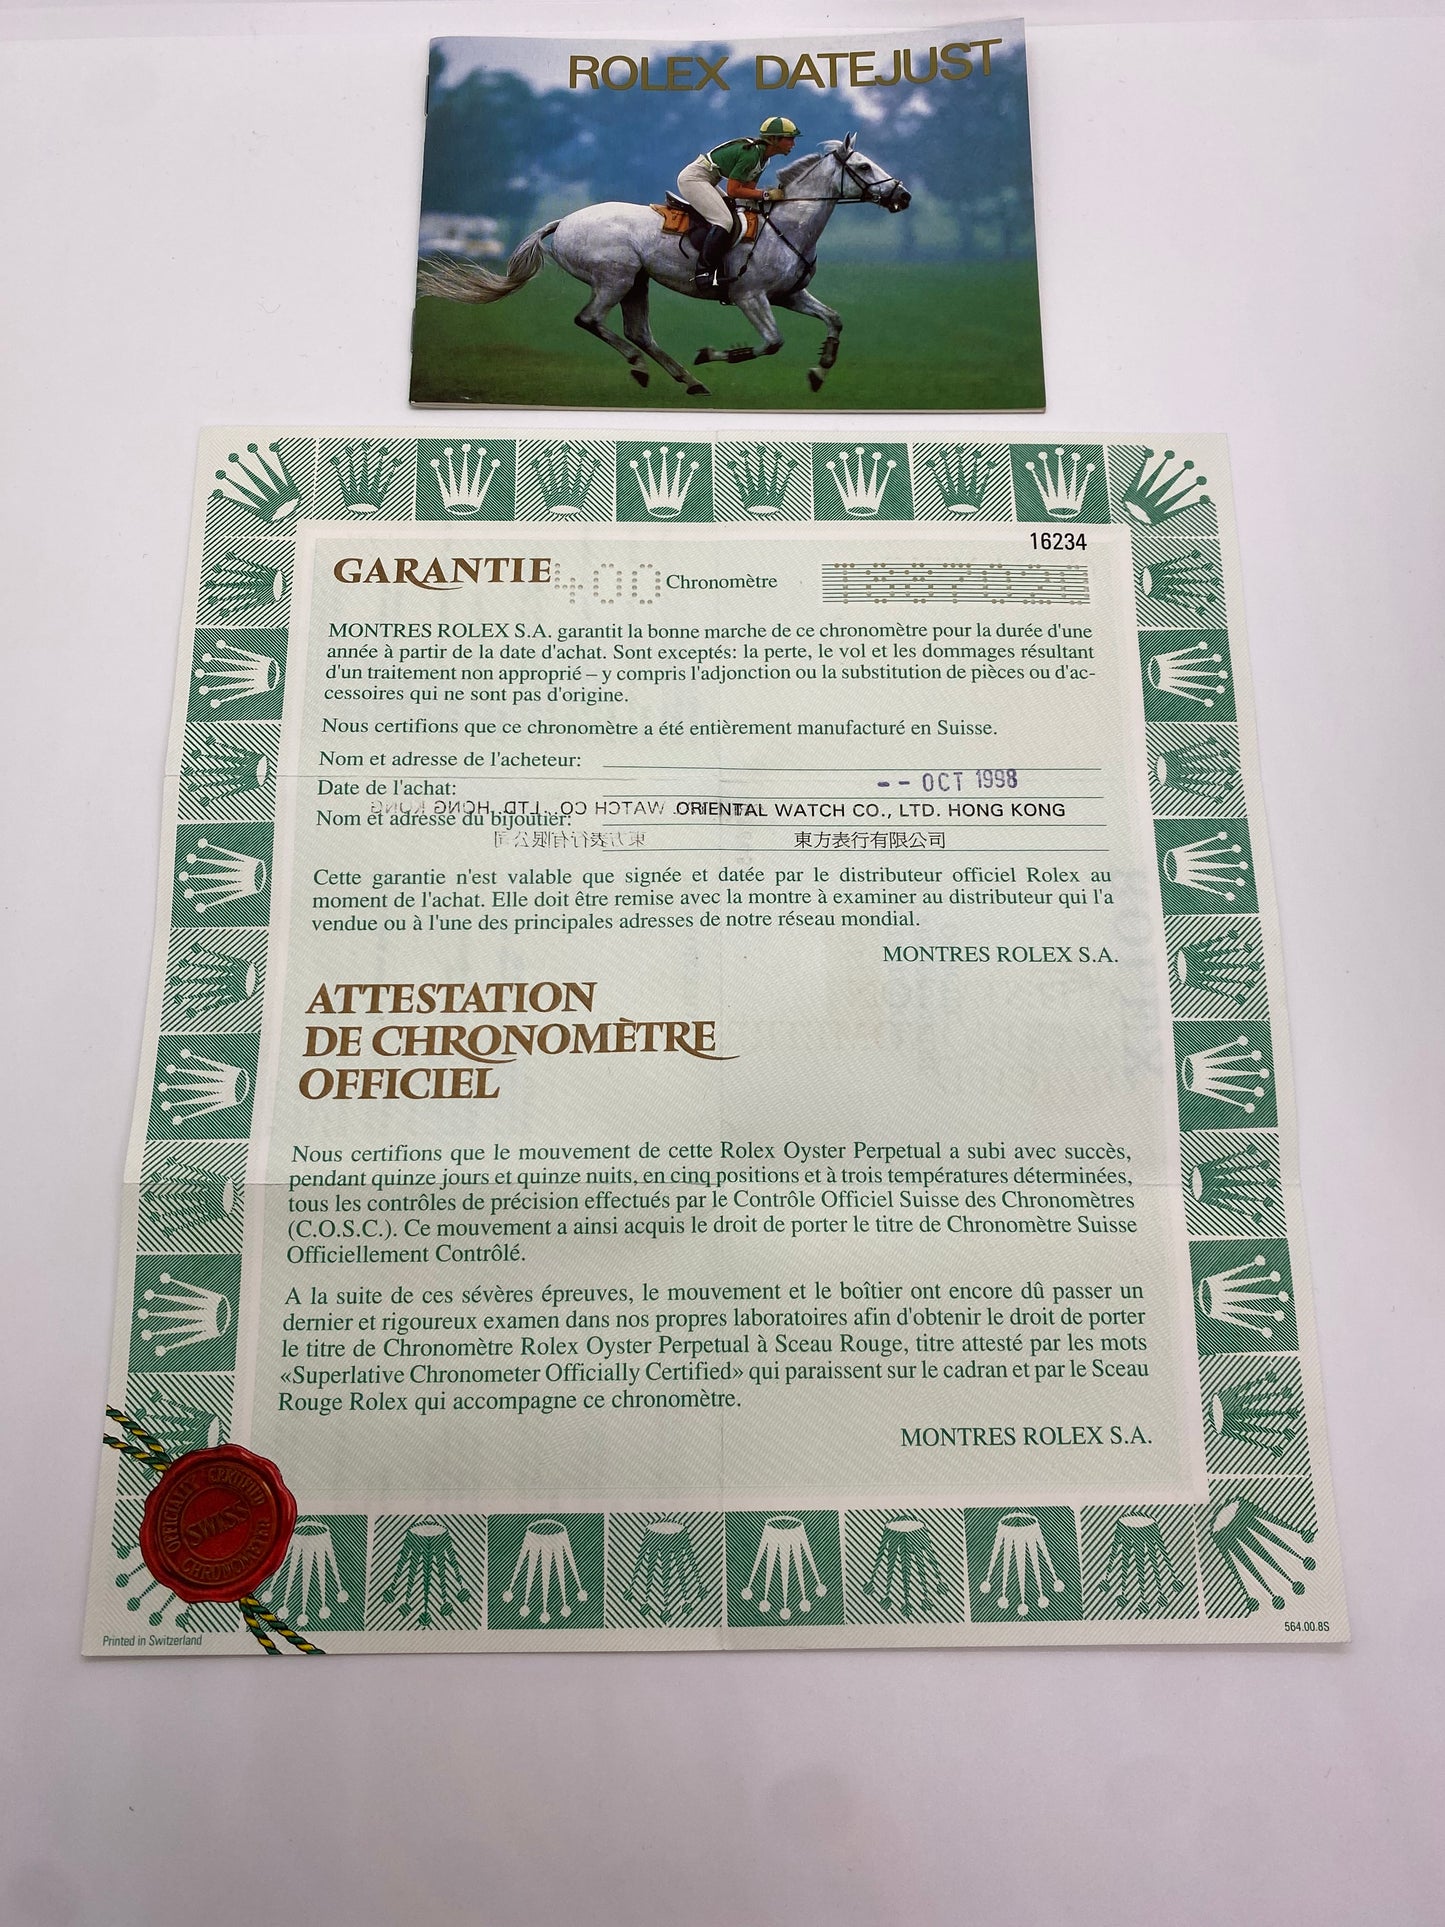 ROLEX DATEJUST
16234
GARANTIE 400 Chronomètre
MONTRES ROLEX S.A. garantit la bonne marche de ce chronomètre pour la durée d'une
année à partir de la date d'achat. Sont exceptés: la perte, le vol et les dommages résultant
d'un traitement non approprié – y compris l'adjonction ou la substitution de pièces ou d'ac-
cessoires qui ne sont pas d'origine.
Nous certifions que ce chronomètre a été entièrement manufacturé en Suisse.
Nom et adresse de l'acheteur:
Date de l'achat: -- OCT 1998
Nom et adresse du bijoutier: ORIENTAL WATCH CO., LTD. HONG KONG
東方表行有限公司
Cette garantie n'est valable que signée et datée par le distributeur officiel Rolex au
moment de l'achat. Elle doit être remise avec la montre à examiner au distributeur qui l'a
vendue ou à l'une des principales adresses de notre réseau mondial.
MONTRES ROLEX S.A.
ATTESTATION
DE CHRONOMÈTRE
OFFICIEL
Nous certifions que le mouvement de cette Rolex Oyster Perpetual a subi avec succès,
pendant quinze jours et quinze nuits, en cinq positions et à trois températures déterminées,
tous les contrôles de précision effectués par le Contrôle Officiel Suisse des Chronomètres
(C.O.S.C.). Ce mouvement a ainsi acquis le droit de porter le titre de Chronomètre Suisse
Officiellement Contrôlé.
A la suite de ces sévères épreuves, le mouvement et le boîtier ont encore dû passer un
dernier et rigoureux examen dans nos propres laboratoires afin d'obtenir le droit de porter
le titre de Chronomètre Rolex Oyster Perpetual à Sceau Rouge, titre attesté par les mots
«Superlative Chronometer Officially Certified» qui paraissent sur le cadran et par le Sceau
Rouge Rolex qui accompagne ce chronomètre.
MONTRES ROLEX S.A.
OFFICIALLY CERTIFIED
SWISS
CHRONOMETER
Printed in Switzerland
564.00.8S